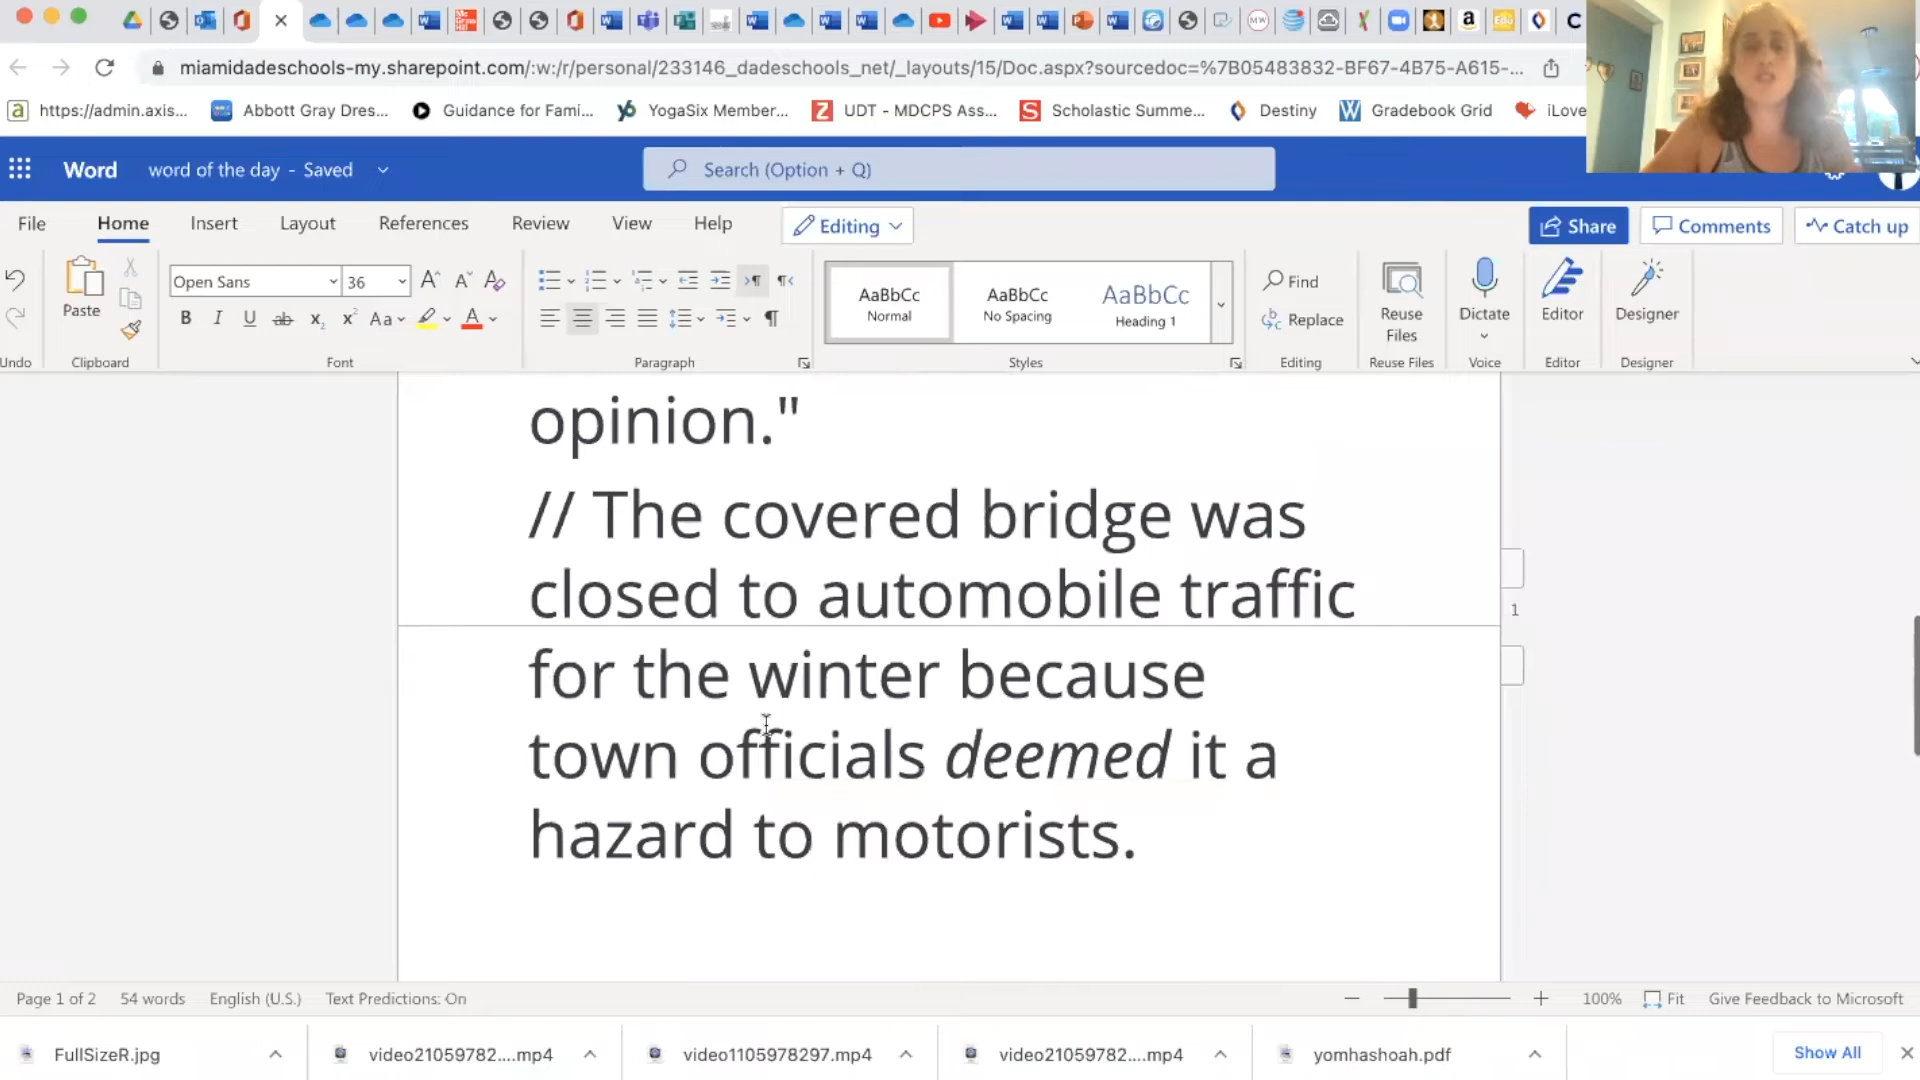 miamidadeschools-my.sharepoint.com/:w:/r/personal/233146_dadeschools_net/_layouts/15/Doc.aspx?sourcedoc=%7B05483832-BF67-4B75-A615-...
https://admin.axis... Abbott Gray Dres... Guidance for Fami... YogaSix Member... UDT - MDCPS Ass... Scholastic Summe... Destiny Gradebook Grid iLove
Word word of the day - Saved Search (Option + Q)
File Home Insert Layout References Review View Help Editing Share Comments Catch up
Open Sans 36
Paste
AaBbCc AaBbCc AaBbCc
Normal No Spacing Heading 1
Find
Replace
Reuse Files
Dictate Editor Designer
Undo Clipboard Font Paragraph Styles Editing Reuse Files Voice Editor Designer
opinion."
// The covered bridge was
closed to automobile traffic
for the winter because
town officials deemed it a
hazard to motorists.
1
Page 1 of 2 54 words English (U.S.) Text Predictions: On 100% Fit Give Feedback to Microsoft
FullSizeR.jpg video21059782....mp4 video1105978297.mp4 video21059782....mp4 yomhashoah.pdf Show All